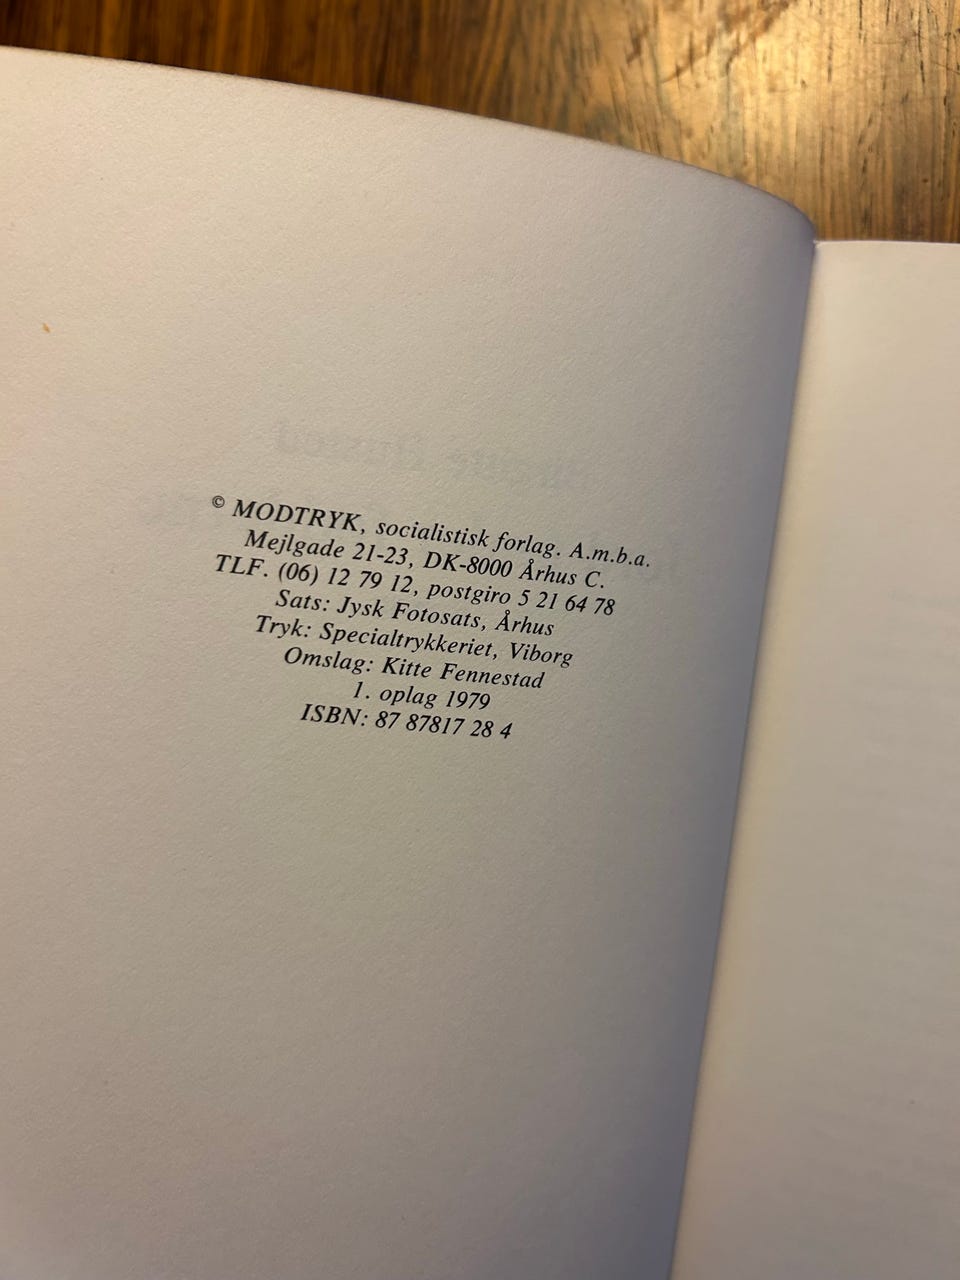 © MODTRYK, socialistisk forlag. A.m.b.a.
Mejlgade 21-23, DK-8000 Århus C.
TLF. (06) 12 79 12, postgiro 5 21 64 78
Sats: Jysk Fotosats, Århus
Tryk: Specialtrykkeriet, Viborg
Omslag: Kitte Fennestad
1. oplag 1979
ISBN: 87 87817 28 4